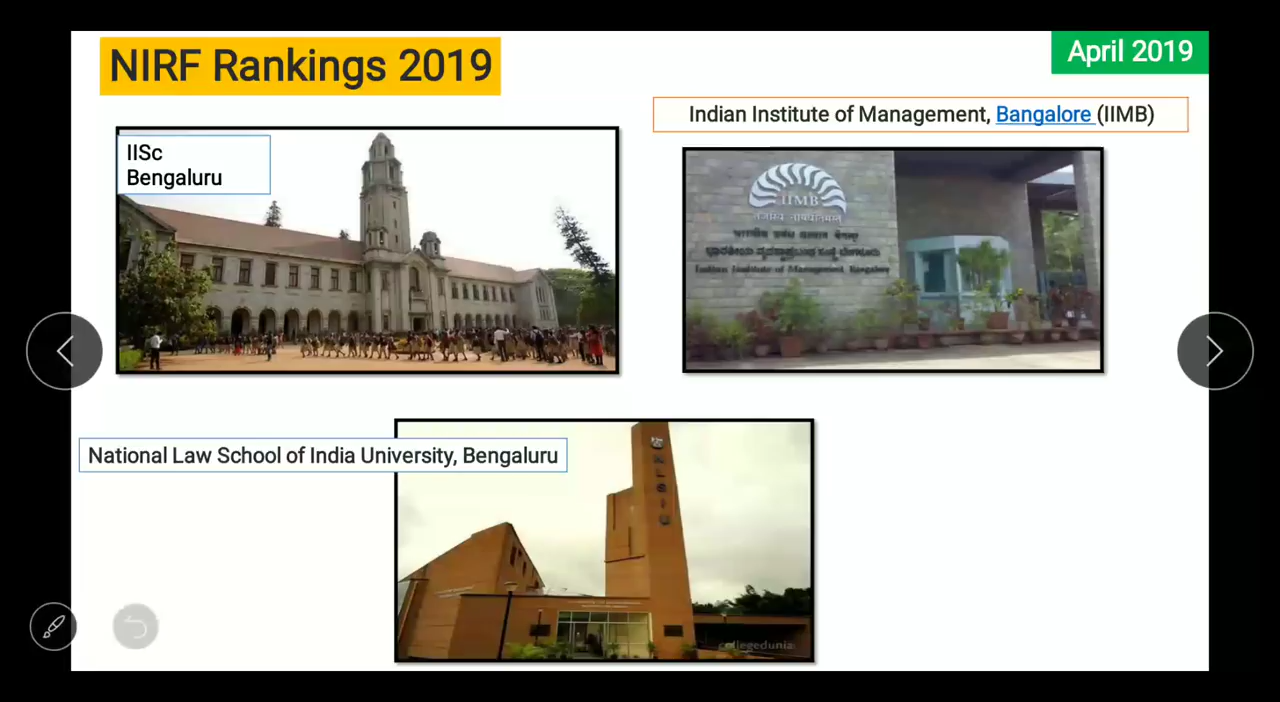 NIRF Rankings 2019
April 2019
Indian Institute of Management, Bangalore (IIMB)
IISc
Bengaluru
IIMB
Indian Institute of Management Bangalore
National Law School of India University, Bengaluru
NLSIU
collegedunia